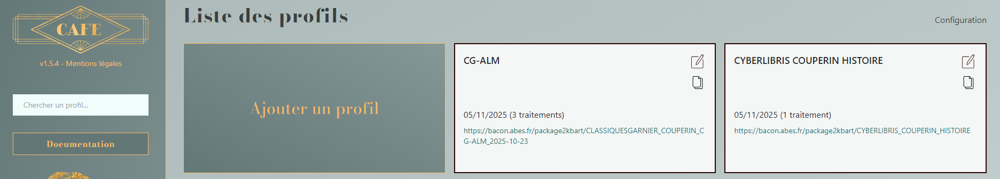 CAFE
v1.5.4 - Mentions légales
Chercher un profil...
Documentation
Liste des profils
Configuration
Ajouter un profil
CG-ALM
05/11/2025 (3 traitements)
https://bacon.abes.fr/package2kbart/CLASSIQUESGARNIER_COUPERIN_C
G-ALM_2025-10-23
CYBERLIBRIS COUPERIN HISTOIRE
05/11/2025 (1 traitement)
https://bacon.abes.fr/package2kbart/CYBERLIBRIS_COUPERIN_HISTOIRE